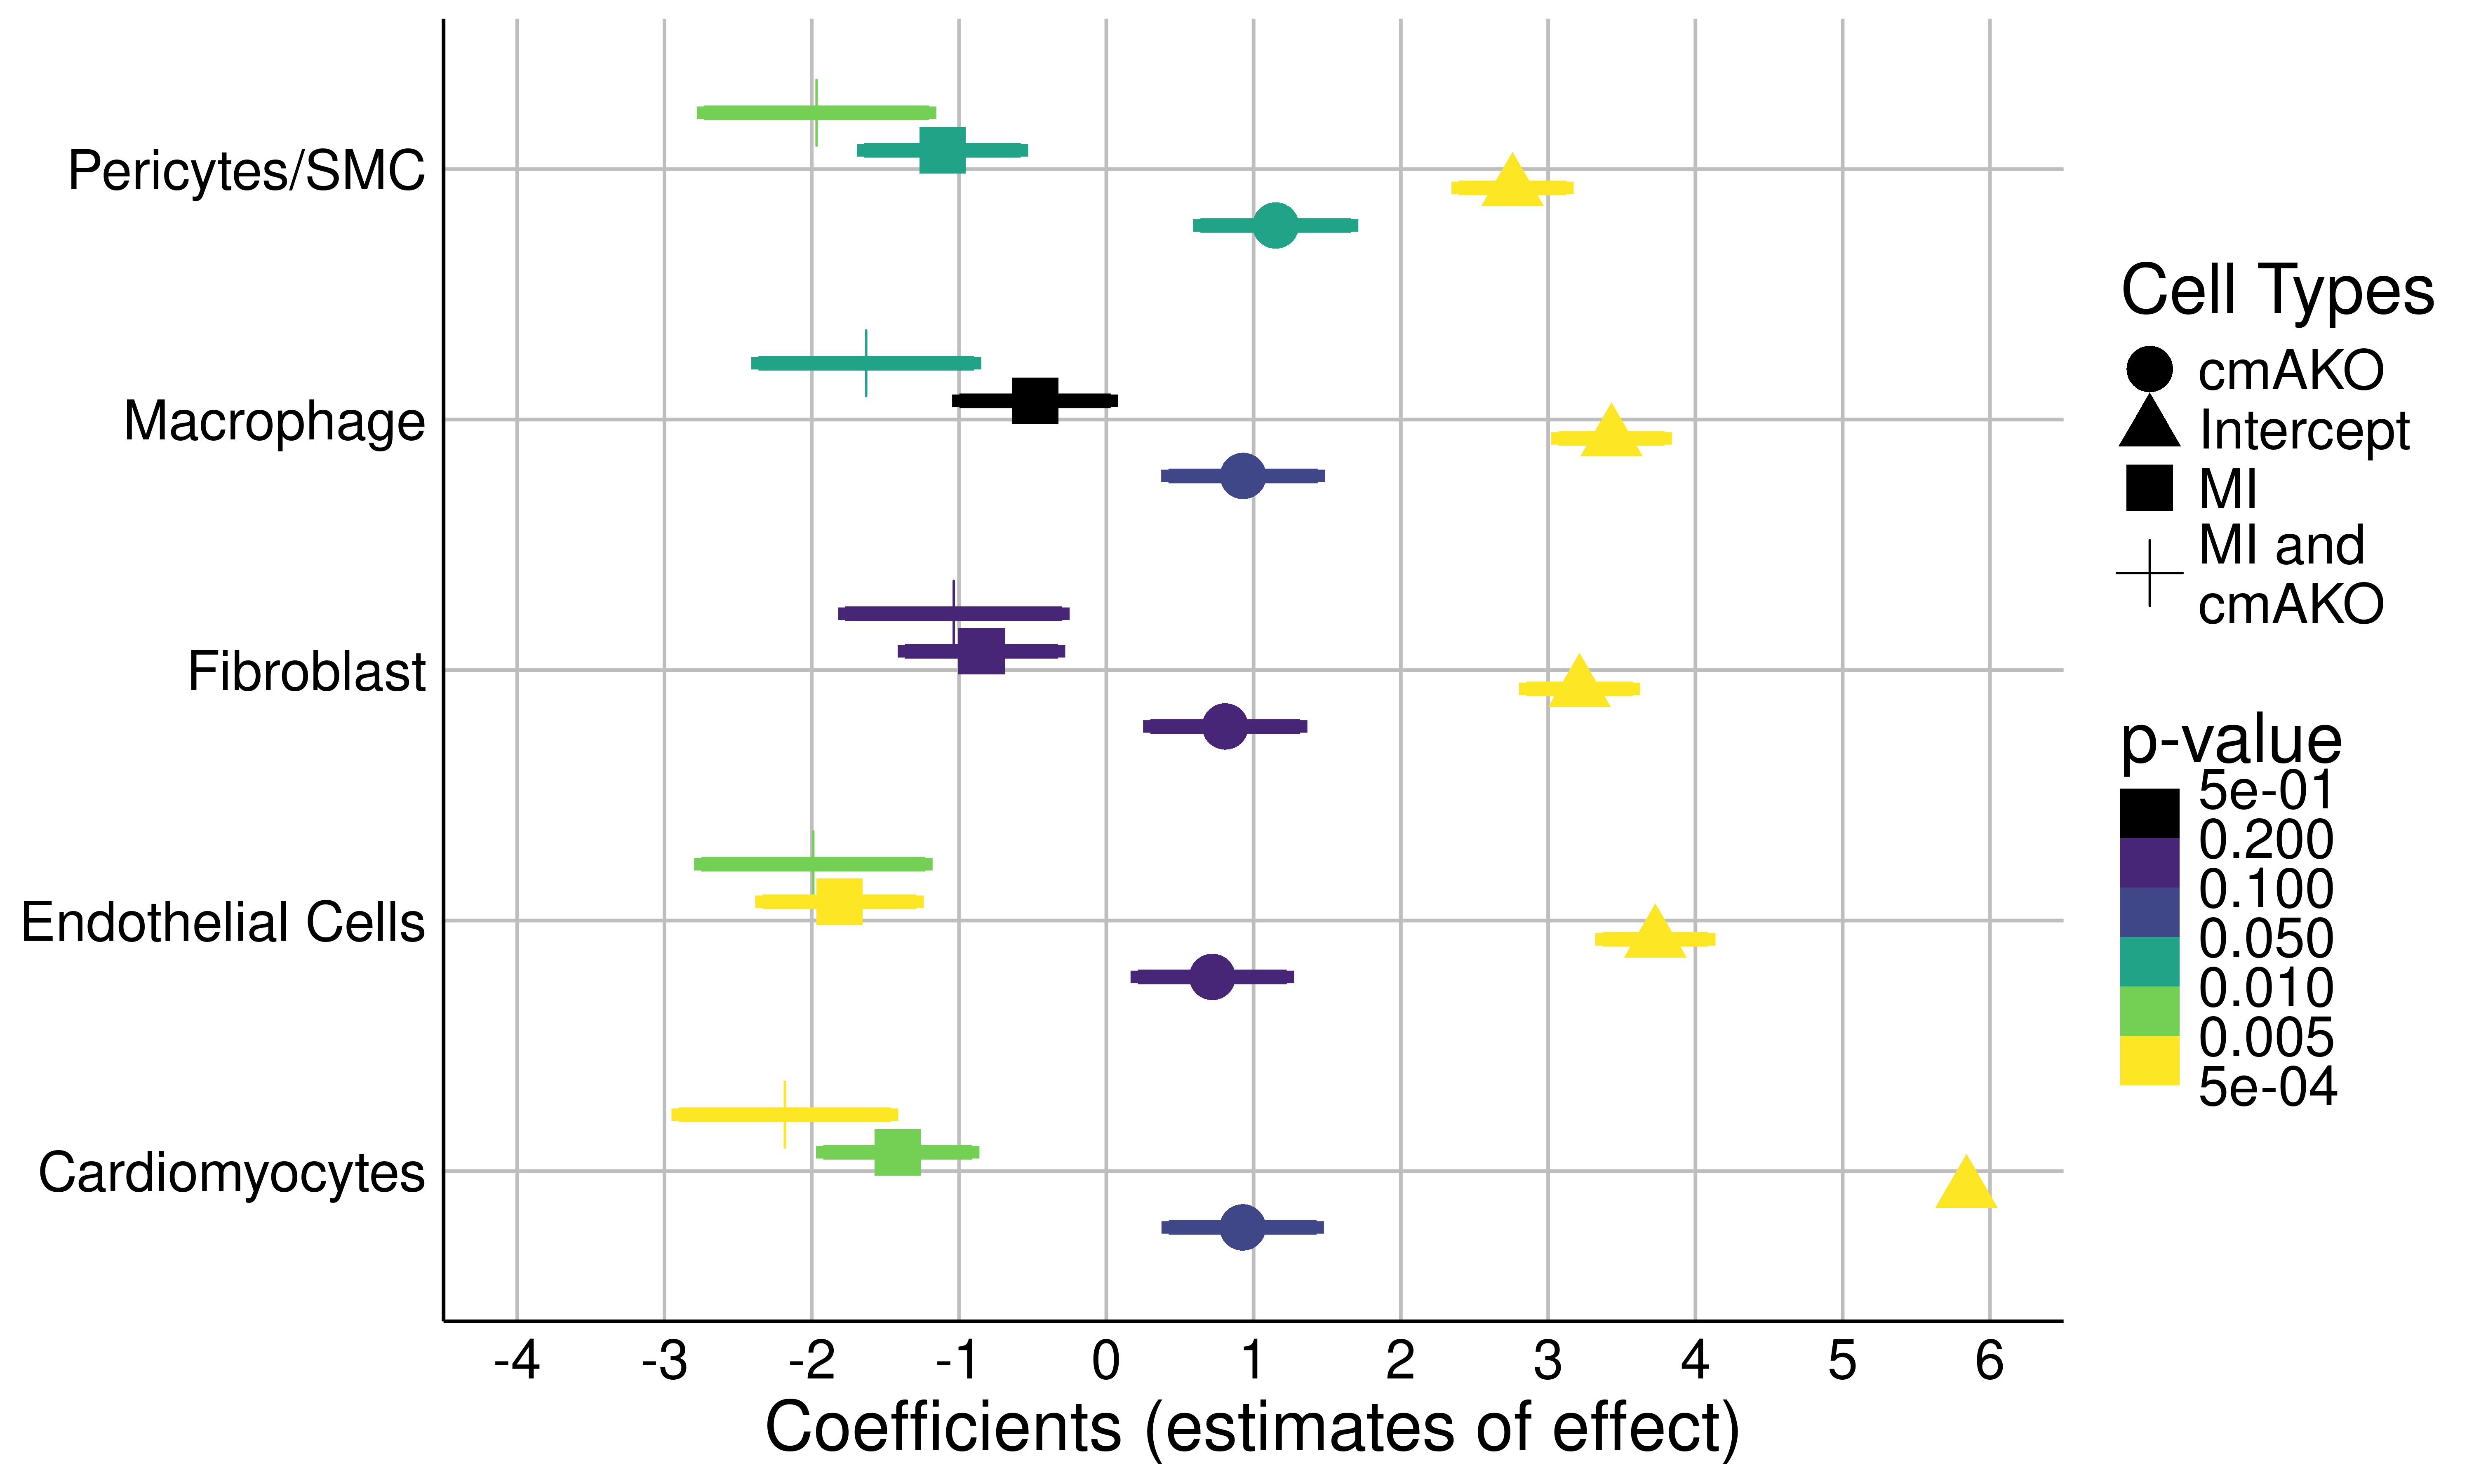 Pericytes/SMC
Macrophage
Fibroblast
Endothelial Cells
Cardiomyocytes
-4 -3 -2 -1 0 1 2 3 4 5 6
Coefficients (estimates of effect)
Cell Types
cmAKO
Intercept
MI
MI and
cmAKO
p-value
5e-01
0.200
0.100
0.050
0.010
0.005
5e-04